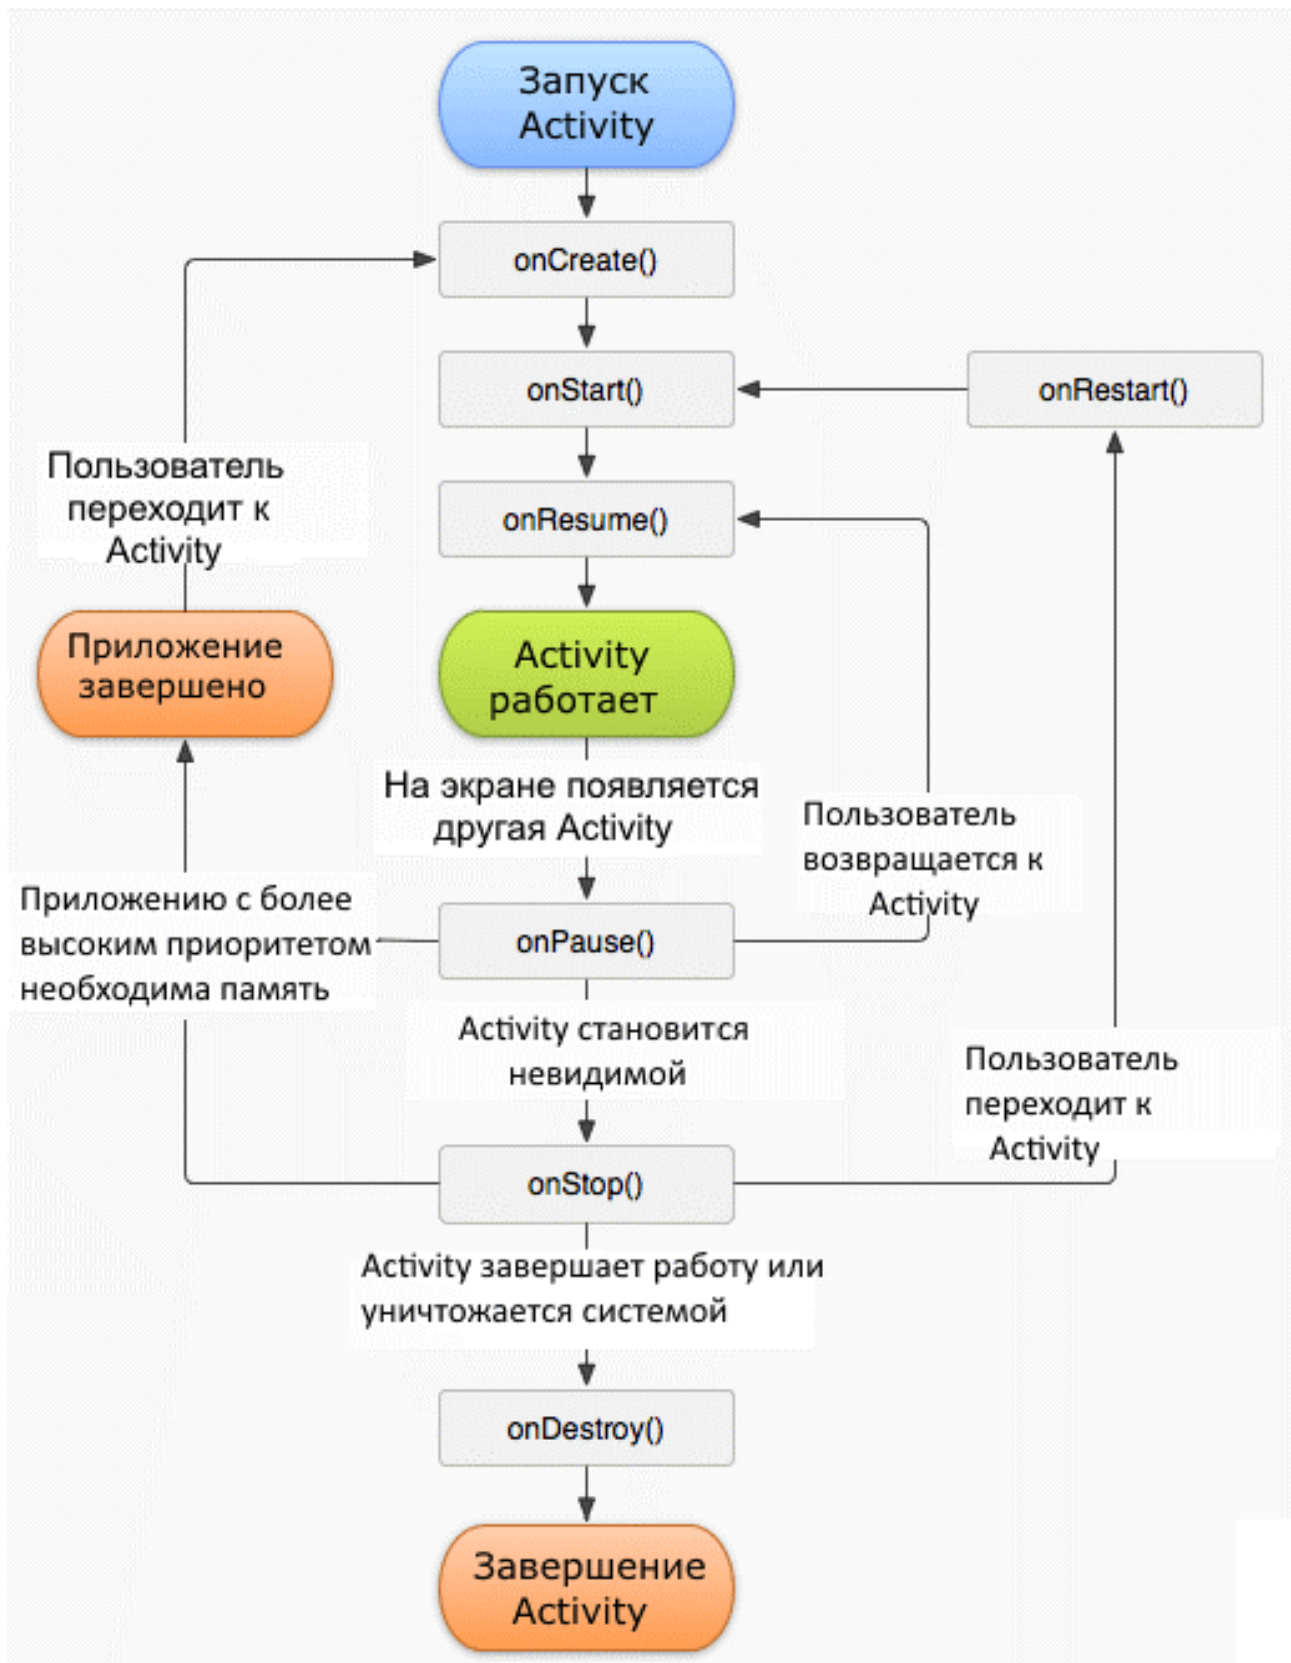 Запуск
Activity
onCreate()
onStart()
onRestart()
Пользователь
переходит к
Activity
onResume()
Приложение
завершено
Activity
работает
На экране появляется
другая Activity
Пользователь
возвращается к
Activity
Приложению с более
высоким приоритетом
необходима память
onPause()
Activity становится
невидимой
Пользователь
переходит к
Activity
onStop()
Activity завершает работу или
уничтожается системой
onDestroy()
Завершение
Activity